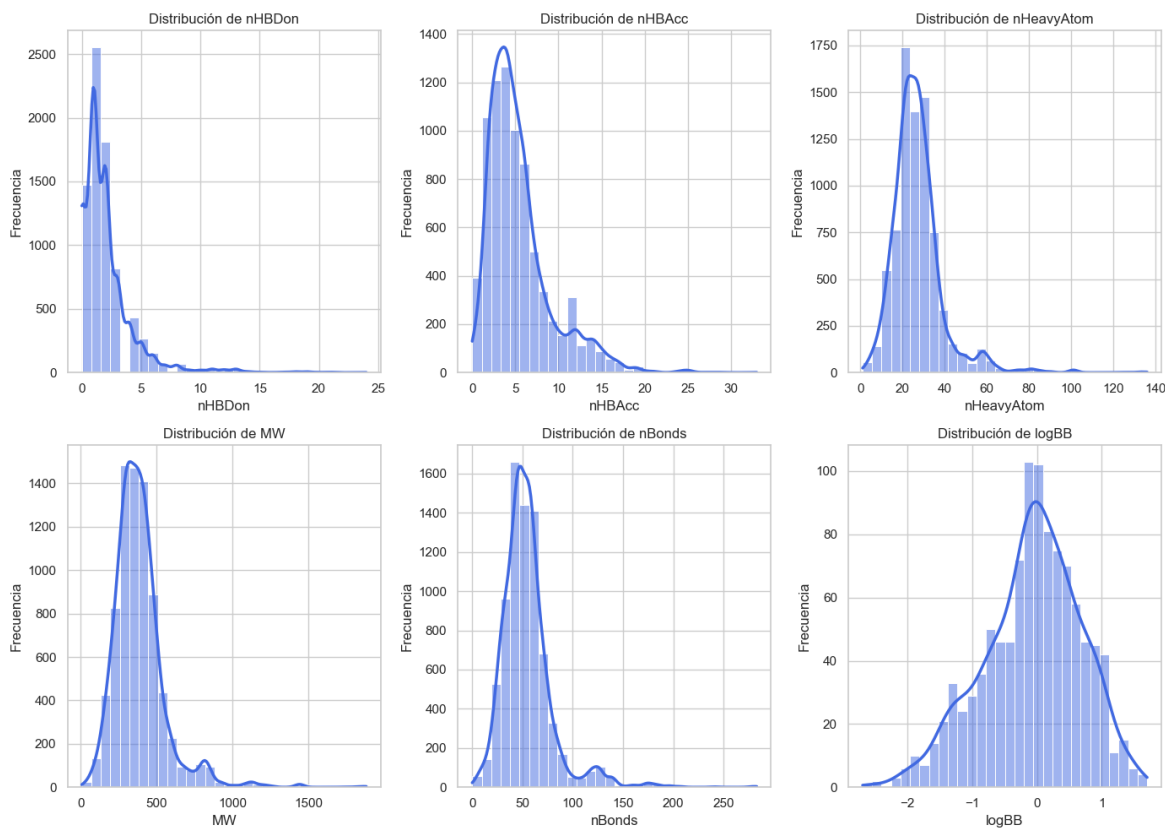 Distribución de nHBDon
Frecuencia
2500
2000
1500
1000
500
0
0 5 10 15 20 25
nHBDon
Distribución de nHBAcc
Frecuencia
1400
1200
1000
800
600
400
200
0
0 5 10 15 20 25 30
nHBAcc
Distribución de nHeavyAtom
Frecuencia
1750
1500
1250
1000
750
500
250
0
0 20 40 60 80 100 120 140
nHeavyAtom
Distribución de MW
Frecuencia
1400
1200
1000
800
600
400
200
0
0 500 1000 1500
MW
Distribución de nBonds
Frecuencia
1600
1400
1200
1000
800
600
400
200
0
0 50 100 150 200 250
nBonds
Distribución de logBB
Frecuencia
100
80
60
40
20
0
−2 −1 0 1
logBB